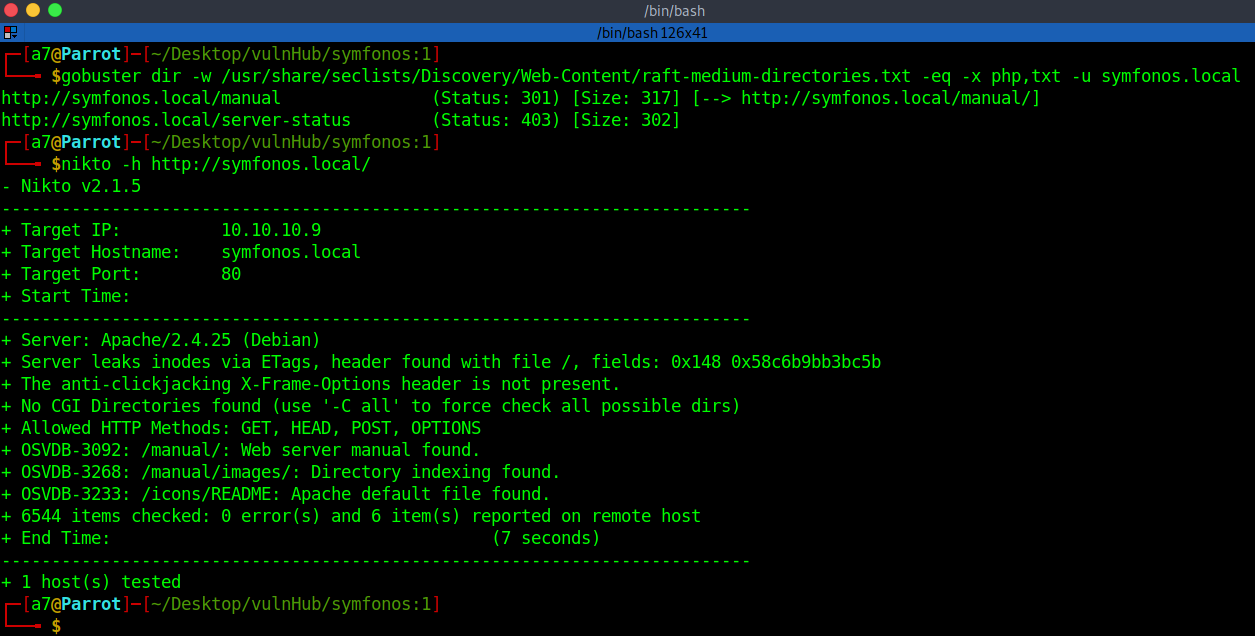 /bin/bash
/bin/bash 126x41
┌─[a7@Parrot]─[~/Desktop/vulnHub/symfonos:1]
└──╼ $gobuster dir -w /usr/share/seclists/Discovery/Web-Content/raft-medium-directories.txt -eq -x php,txt -u symfonos.local
http://symfonos.local/manual               (Status: 301) [Size: 317] [--> http://symfonos.local/manual/]
http://symfonos.local/server-status        (Status: 403) [Size: 302]
┌─[a7@Parrot]─[~/Desktop/vulnHub/symfonos:1]
└──╼ $nikto -h http://symfonos.local/
- Nikto v2.1.5
---------------------------------------------------------------------------
+ Target IP:          10.10.10.9
+ Target Hostname:    symfonos.local
+ Target Port:        80
+ Start Time:
---------------------------------------------------------------------------
+ Server: Apache/2.4.25 (Debian)
+ Server leaks inodes via ETags, header found with file /, fields: 0x148 0x58c6b9bb3bc5b
+ The anti-clickjacking X-Frame-Options header is not present.
+ No CGI Directories found (use '-C all' to force check all possible dirs)
+ Allowed HTTP Methods: GET, HEAD, POST, OPTIONS
+ OSVDB-3092: /manual/: Web server manual found.
+ OSVDB-3268: /manual/images/: Directory indexing found.
+ OSVDB-3233: /icons/README: Apache default file found.
+ 6544 items checked: 0 error(s) and 6 item(s) reported on remote host
+ End Time:                                      (7 seconds)
---------------------------------------------------------------------------
+ 1 host(s) tested
┌─[a7@Parrot]─[~/Desktop/vulnHub/symfonos:1]
└──╼ $